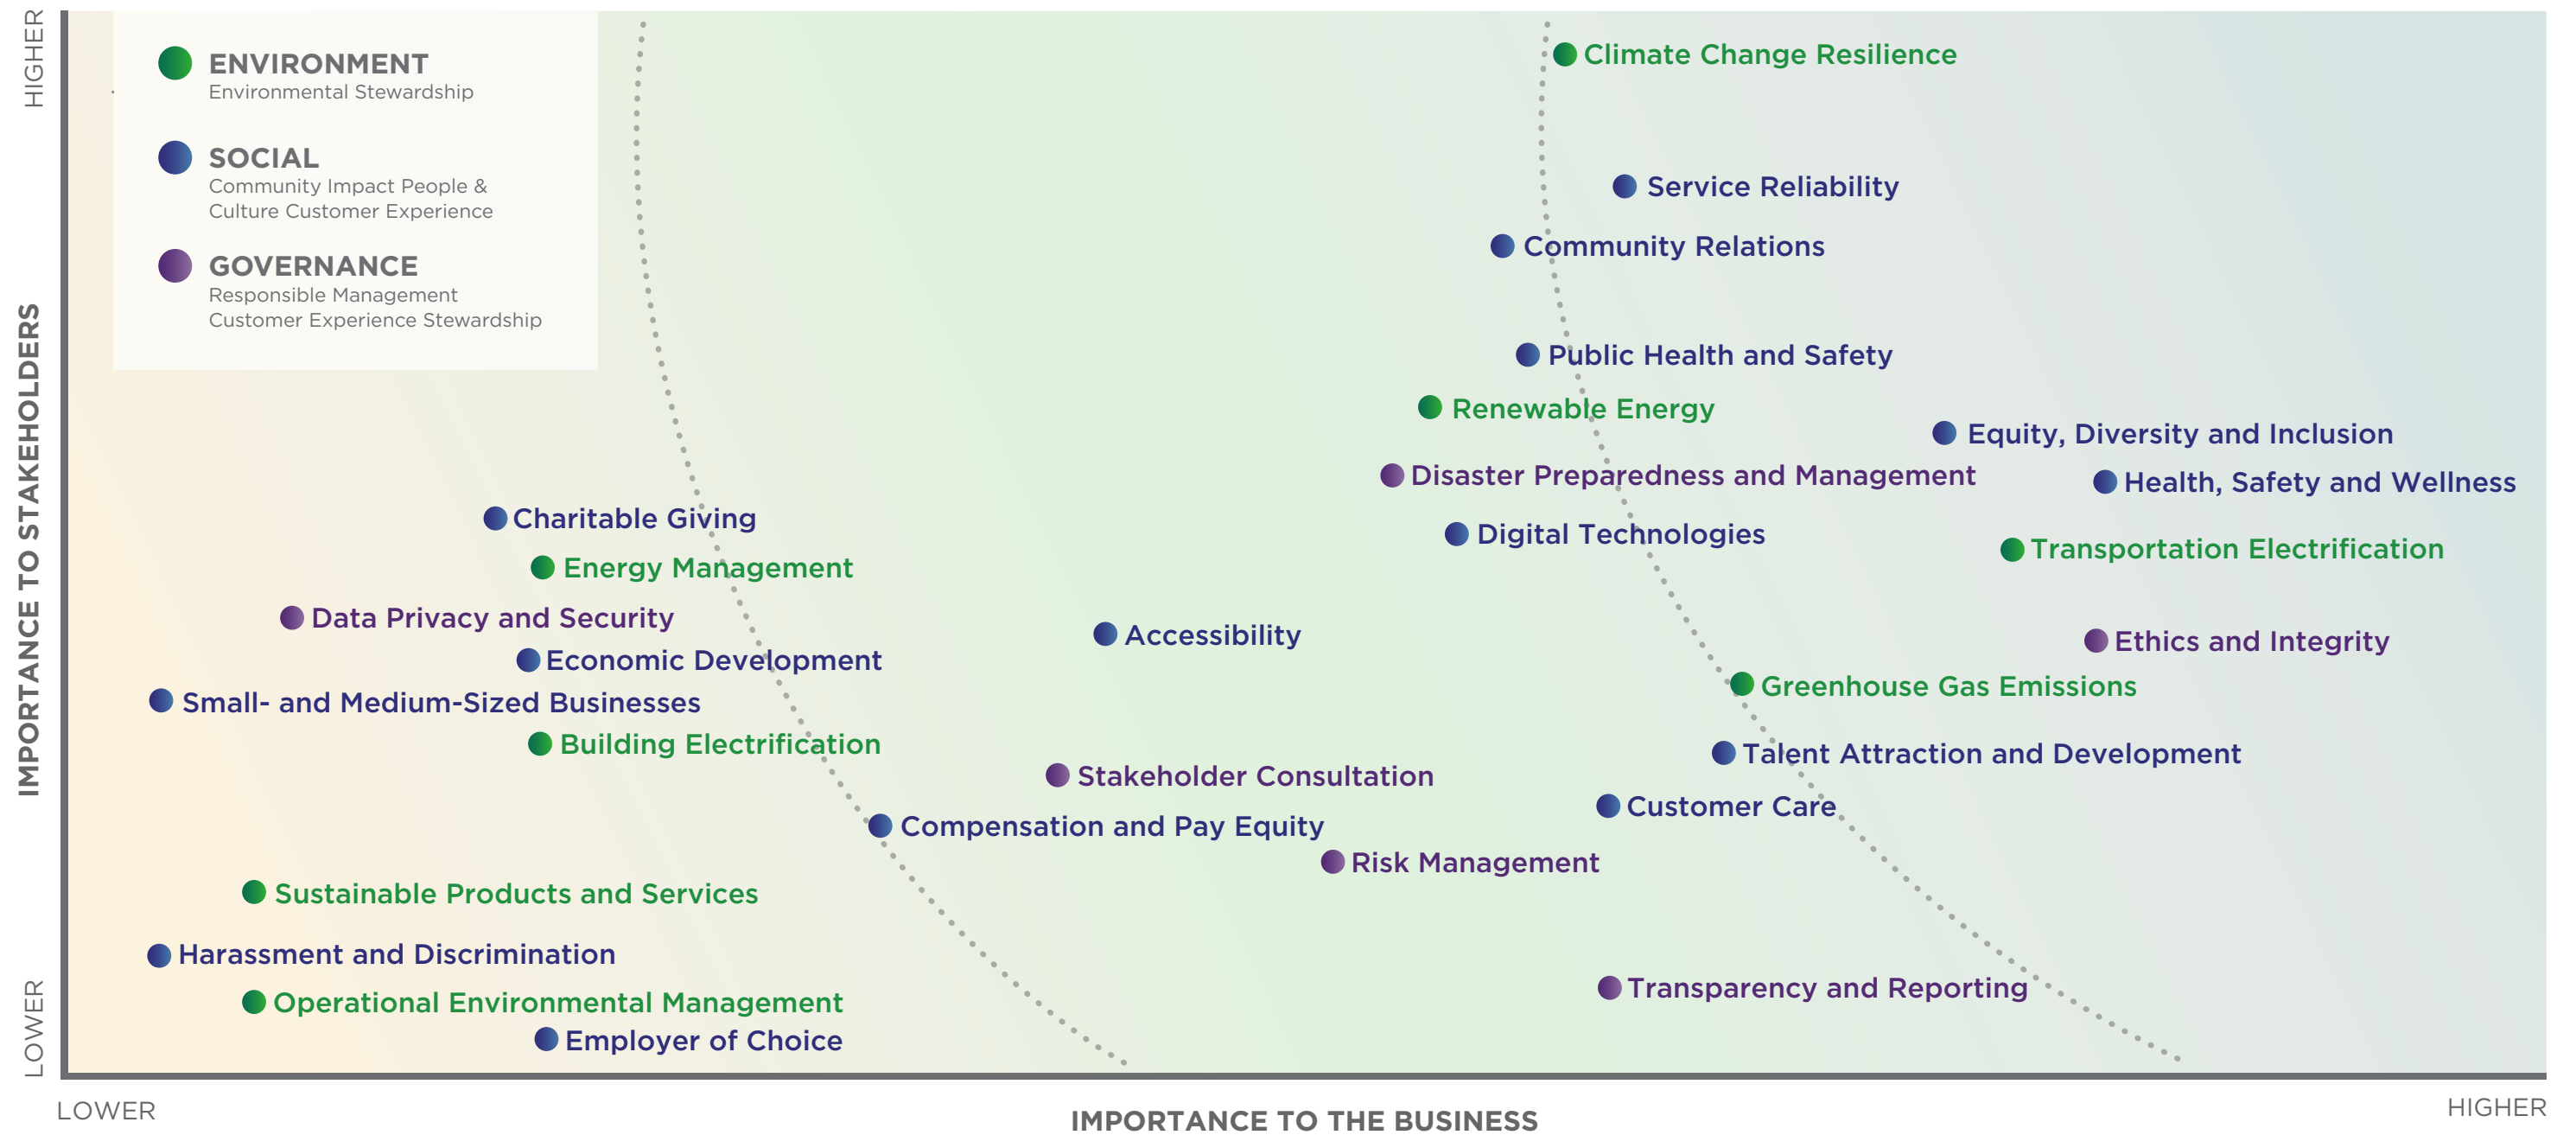 HIGHER
ENVIRONMENT
Environmental Stewardship
SOCIAL
Community Impact People &
Culture Customer Experience
GOVERNANCE
Responsible Management
Customer Experience Stewardship
IMPORTANCE TO STAKEHOLDERS
Climate Change Resilience
Service Reliability
Community Relations
Public Health and Safety
Renewable Energy
Equity, Diversity and Inclusion
Disaster Preparedness and Management
Health, Safety and Wellness
Charitable Giving
Digital Technologies
Transportation Electrification
Energy Management
Data Privacy and Security
Accessibility
Ethics and Integrity
Economic Development
Greenhouse Gas Emissions
Small- and Medium-Sized Businesses
Building Electrification
Talent Attraction and Development
Stakeholder Consultation
Customer Care
Compensation and Pay Equity
Risk Management
Sustainable Products and Services
Harassment and Discrimination
Transparency and Reporting
Operational Environmental Management
Employer of Choice
LOWER
LOWER
IMPORTANCE TO THE BUSINESS
HIGHER